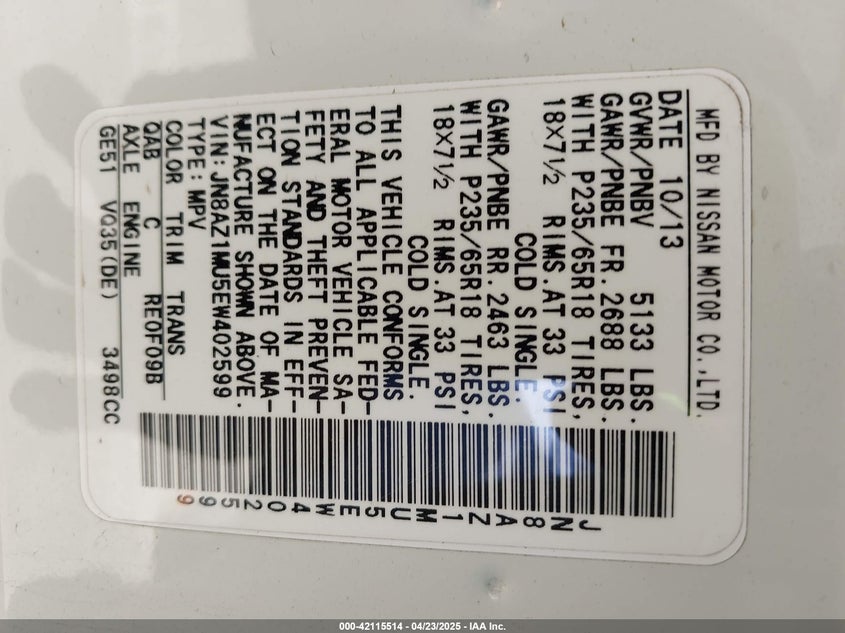 MFD BY NISSAN MOTOR CO.,LTD.
DATE 10/13
GVWR/PNBV 5133 LBS.
GAWR/PNBE FR. 2688 LBS.
WITH P235/65R18 TIRES,
18X7½ RIMS.AT 33 PSI
COLD SINGLE.
GAWR/PNBE RR. 2463 LBS.
WITH P235/65R18 TIRES,
18X7½ RIMS.AT 33 PSI
COLD SINGLE.
THIS VEHICLE CONFORMS
TO ALL APPLICABLE FED-
ERAL MOTOR VEHICLE SA-
FETY AND THEFT PREVEN-
TION STANDARDS IN EFF-
ECT ON THE DATE OF MA-
NUFACTURE SHOWN ABOVE.
VIN: JN8AZ1MU5EW402599
TYPE: MPV
COLOR TRIM TRANS
QAB C RE0F09B
AXLE ENGINE
GE51 VQ35(DE) 3498CC
JN8AZ1MU5EW402599
000-42115514 - 04/23/2025 - IAA Inc.